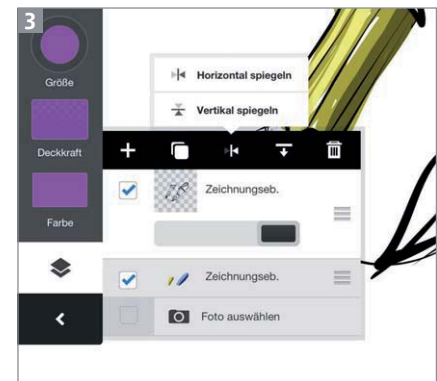 3
Größe
Horizontal spiegeln
Vertikal spiegeln
Deckkraft
Zeichnungseb.
Farbe
Zeichnungseb.
Foto auswählen